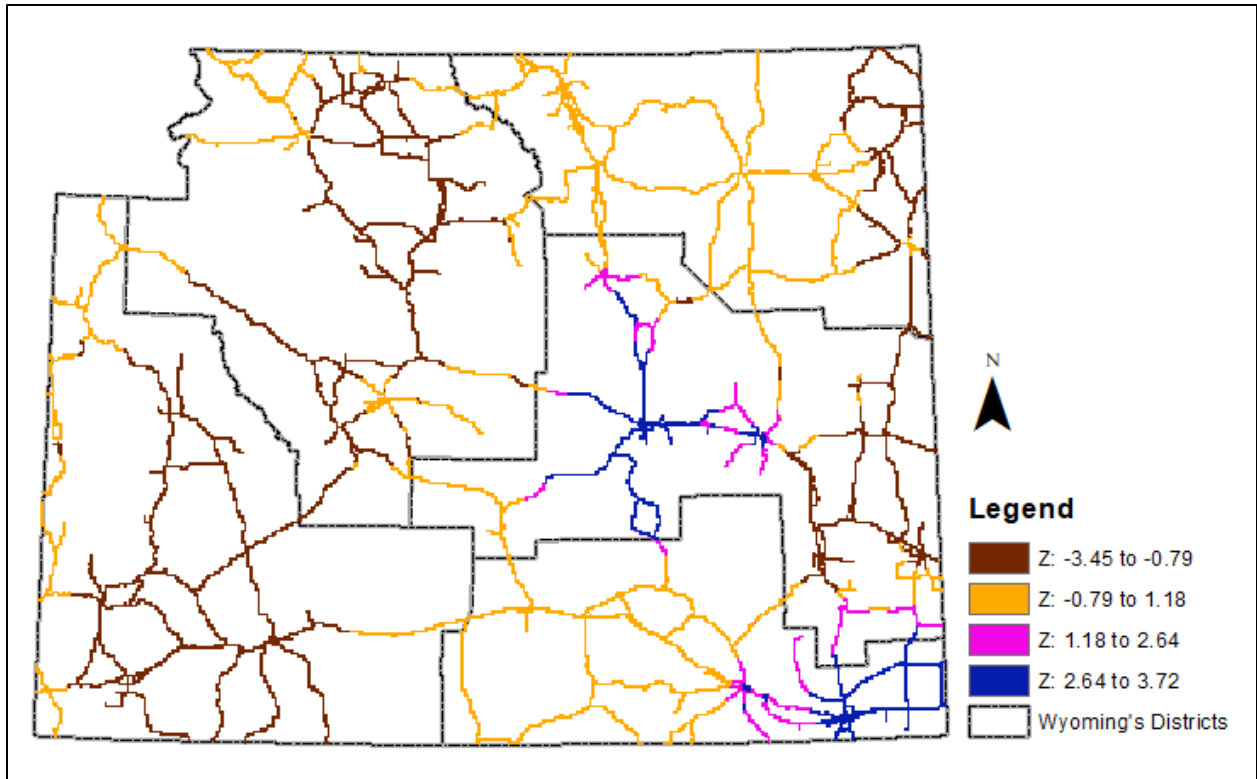 N
Legend
Z: -3.45 to -0.79
Z: -0.79 to 1.18
Z: 1.18 to 2.64
Z: 2.64 to 3.72
Wyoming's Districts